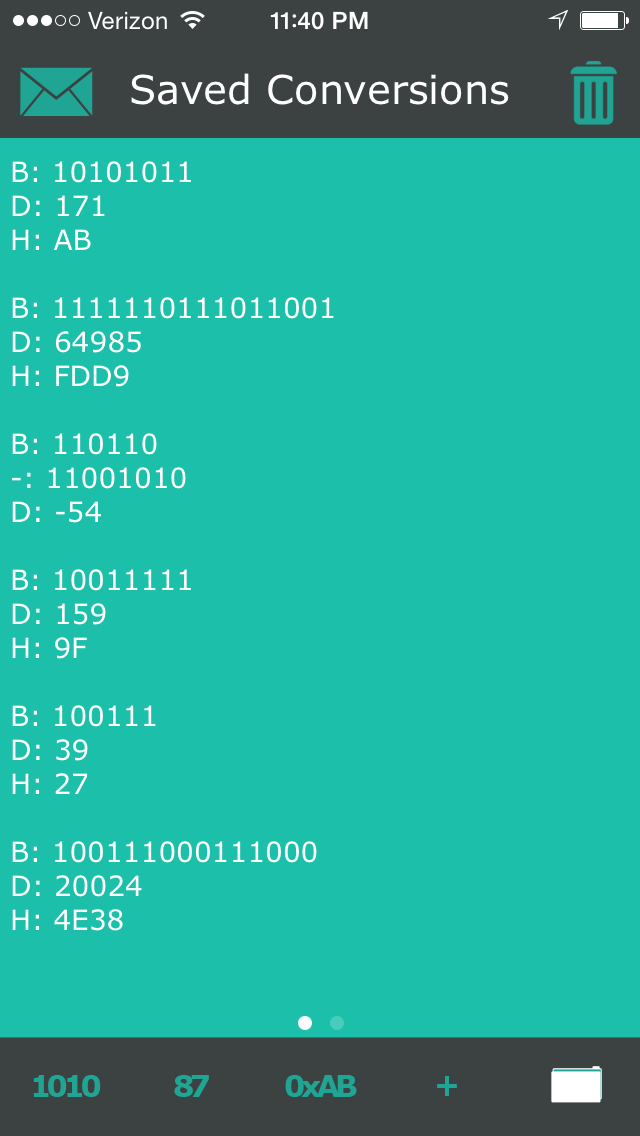 Verizon 11:40 PM
Saved Conversions
B: 10101011
D: 171
H: AB
B: 1111110111011001
D: 64985
H: FDD9
B: 110110
-: 11001010
D: -54
B: 10011111
D: 159
H: 9F
B: 100111
D: 39
H: 27
B: 100111000111000
D: 20024
H: 4E38
1010 87 0xAB +